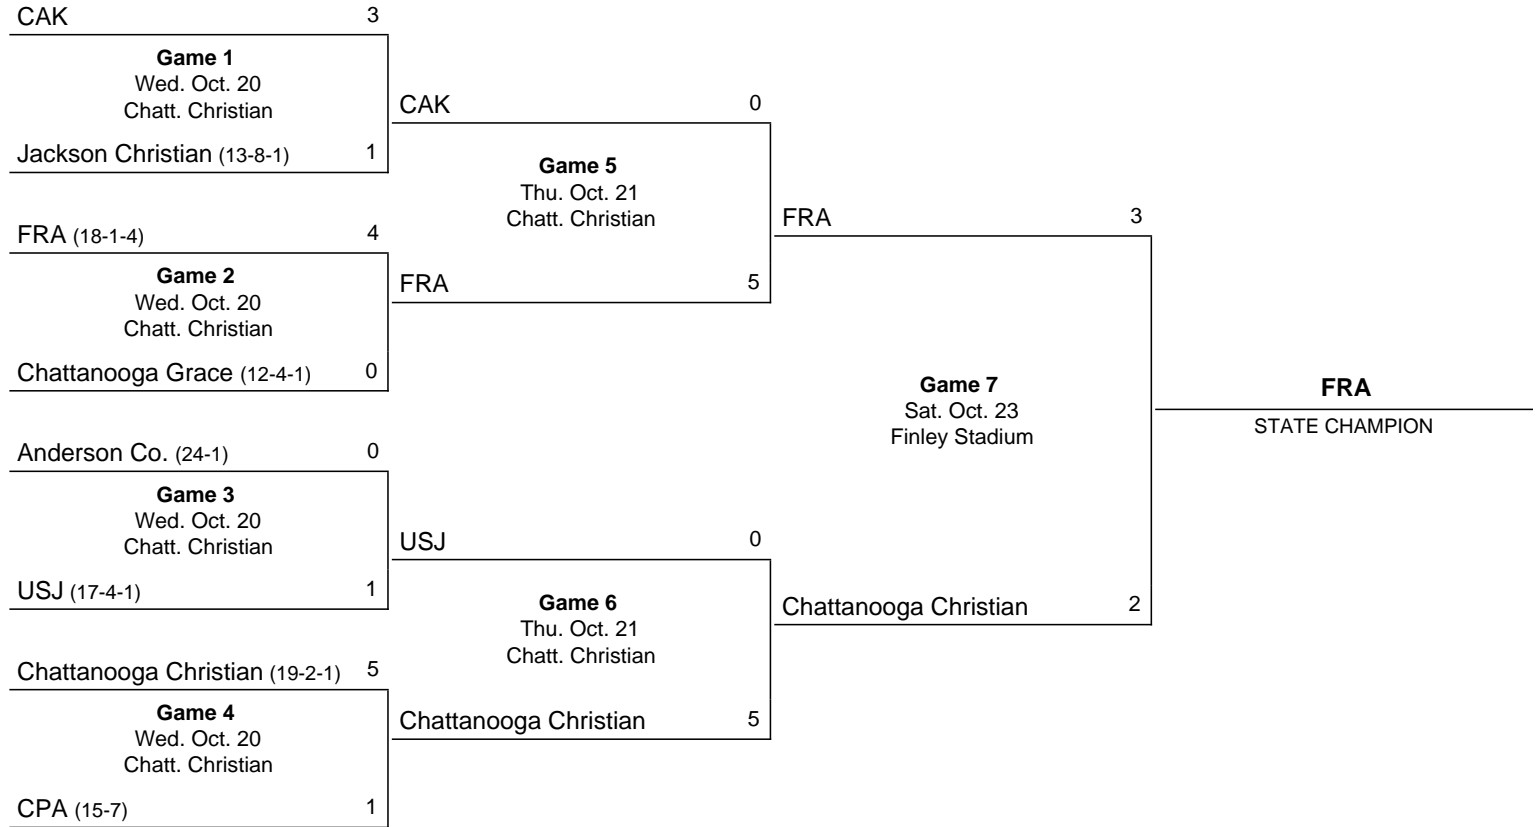 CAK 3
Game 1
Wed. Oct. 20
Chatt. Christian
Jackson Christian (13-8-1) 1
FRA (18-1-4) 4
Game 2
Wed. Oct. 20
Chatt. Christian
Chattanooga Grace (12-4-1) 0
Anderson Co. (24-1) 0
Game 3
Wed. Oct. 20
Chatt. Christian
USJ (17-4-1) 1
Chattanooga Christian (19-2-1) 5
Game 4
Wed. Oct. 20
Chatt. Christian
CPA (15-7) 1
CAK 0
Game 5
Thu. Oct. 21
Chatt. Christian
FRA 5
USJ 0
Game 6
Thu. Oct. 21
Chatt. Christian
Chattanooga Christian 5
FRA 3
Game 7
Sat. Oct. 23
Finley Stadium
Chattanooga Christian 2
FRA
STATE CHAMPION